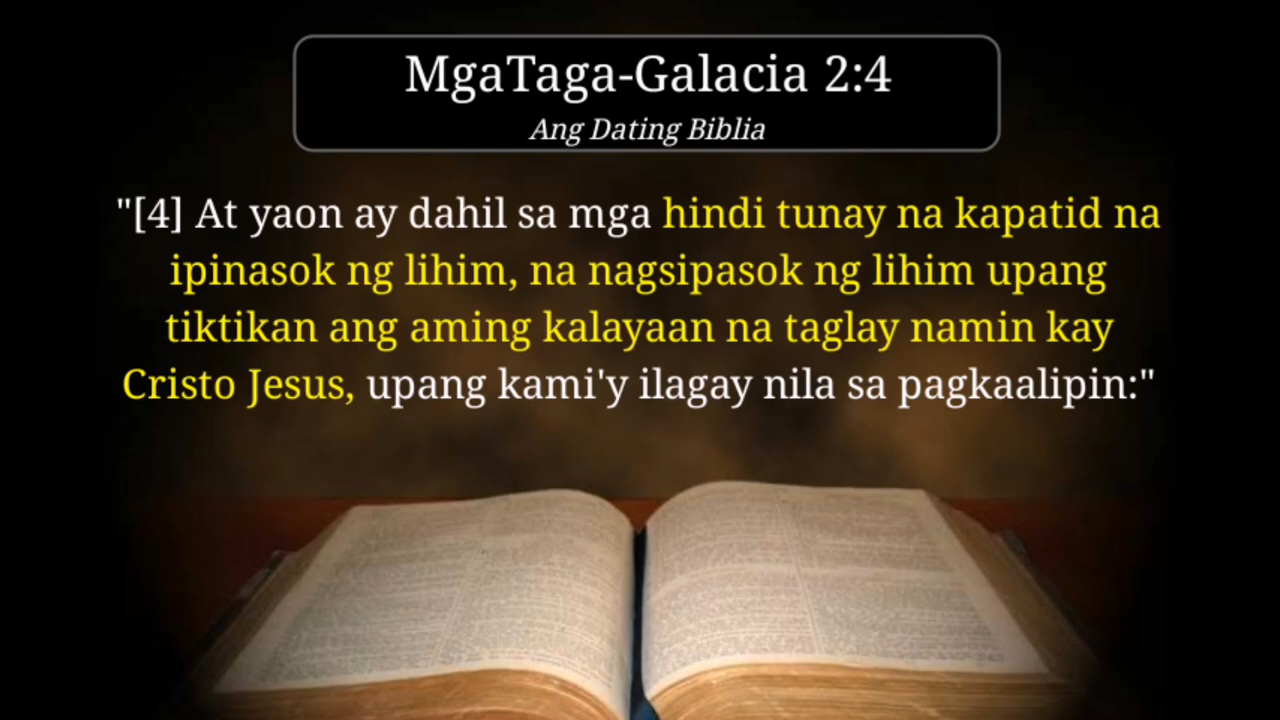 MgaTaga-Galacia 2:4
Ang Dating Biblia
"[4] At yaon ay dahil sa mga hindi tunay na kapatid na
ipinasok ng lihim, na nagsipasok ng lihim upang
tiktikan ang aming kalayaan na taglay namin kay
Cristo Jesus, upang kami'y ilagay nila sa pagkaalipin:"